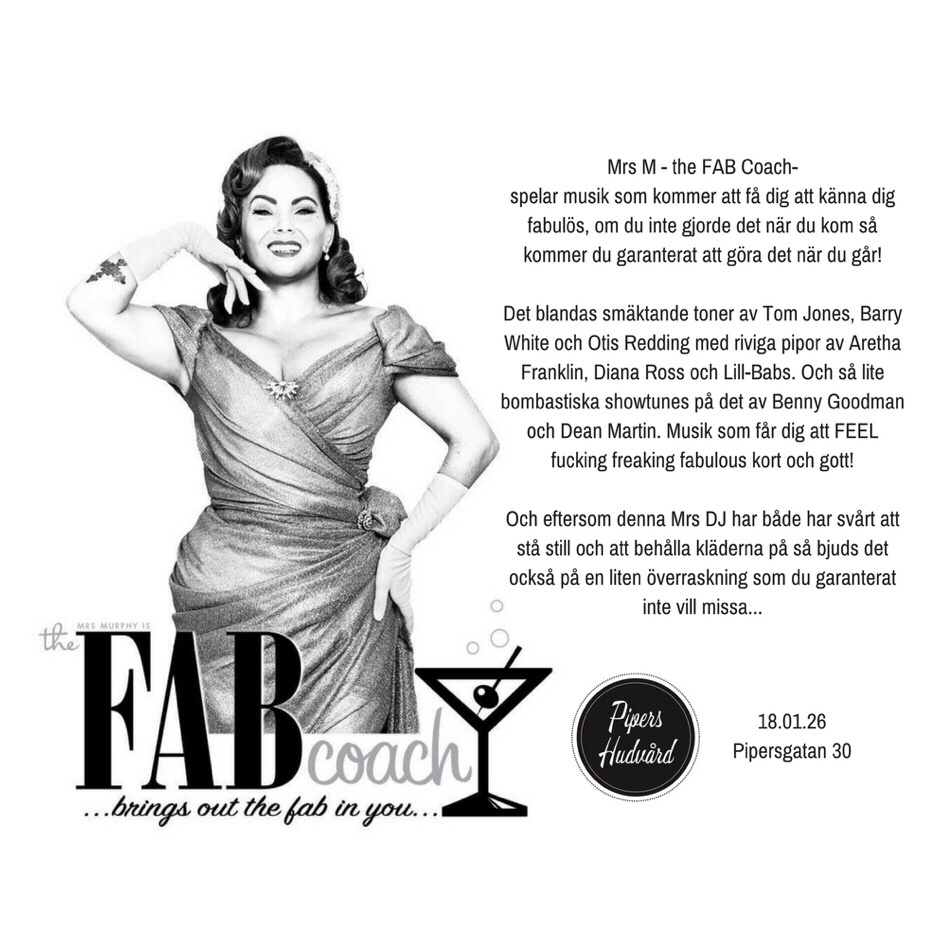 Mrs M - the FAB Coach-
spelar musik som kommer att få dig att känna dig
fabulös, om du inte gjorde det när du kom så
kommer du garanterat att göra det när du går!
Det blandas smäktande toner av Tom Jones, Barry
White och Otis Redding med riviga pipor av Aretha
Franklin, Diana Ross och Lill-Babs. Och så lite
bombastiska showtunes på det av Benny Goodman
och Dean Martin. Musik som får dig att FEEL
fucking freaking fabulous kort och gott!
Och eftersom denna Mrs DJ har både har svårt att
stå still och att behålla kläderna på så bjuds det
också på en liten överraskning som du garanterat
inte vill missa...
MRS MURPHY IS
the FAB coach
...brings out the fab in you...
Pipers
Hudvård
18.01.26
Pipersgatan 30